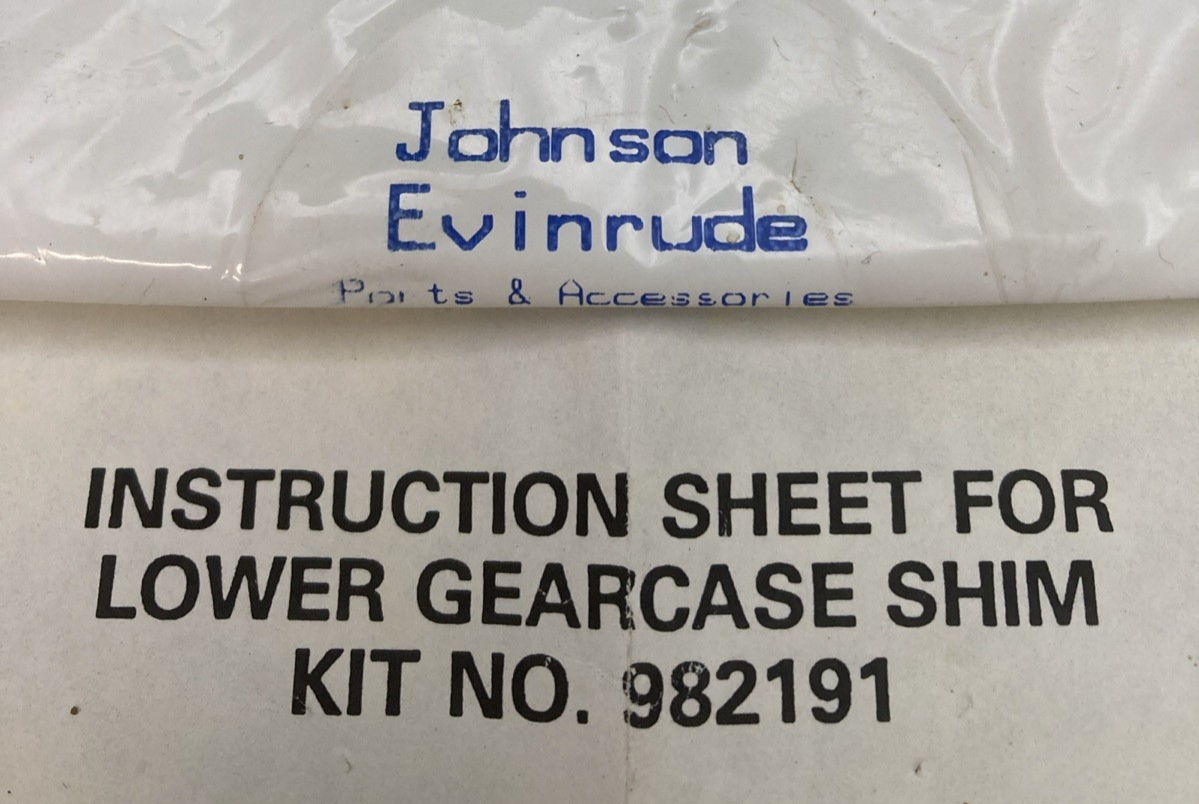 Johnson
Evinrude
Parts & Accessories
INSTRUCTION SHEET FOR
LOWER GEARCASE SHIM
KIT NO. 982191